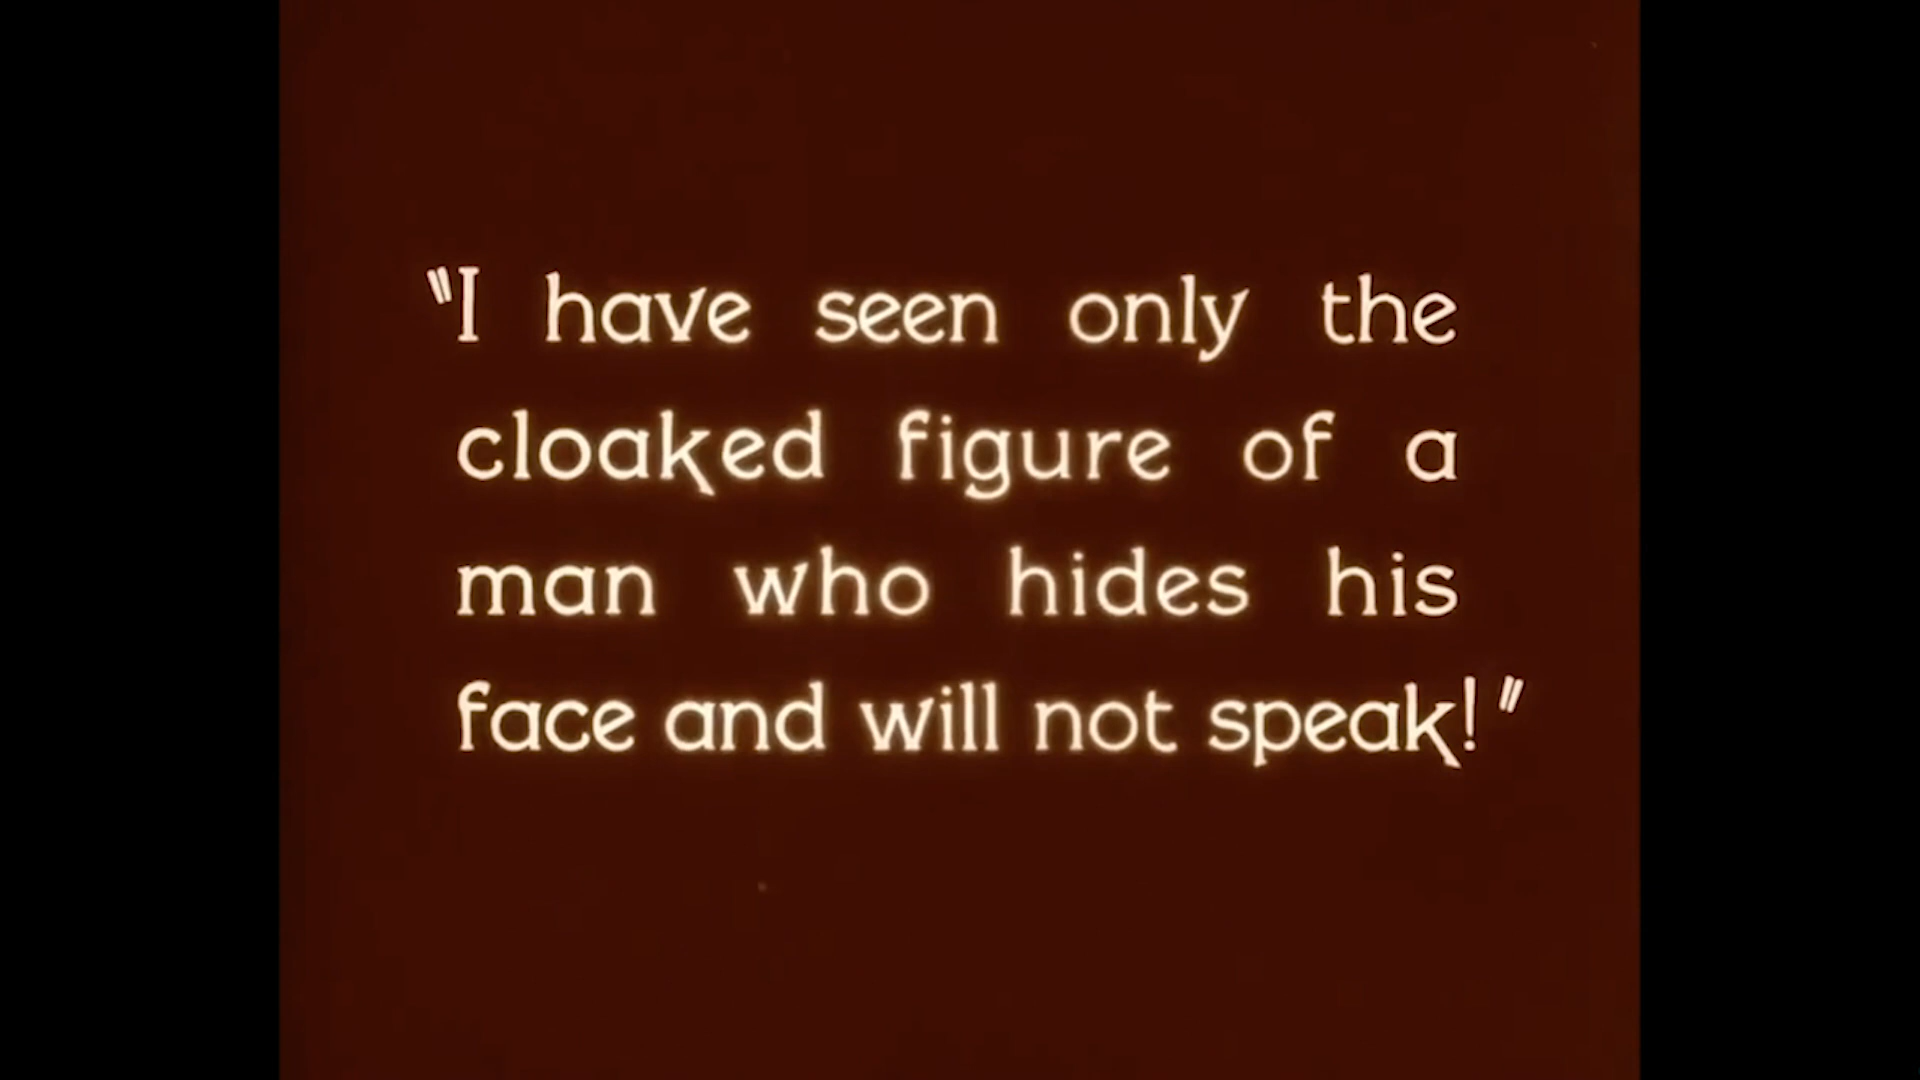 "I have seen only the
cloaked figure of a
man who hides his
face and will not speak!"